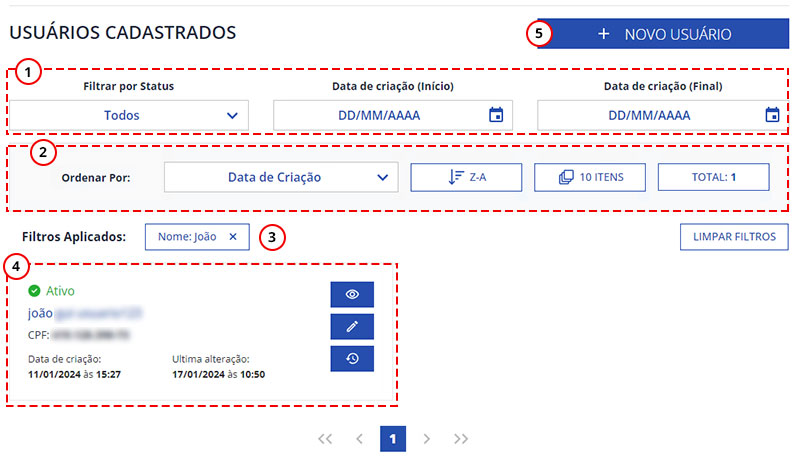 USUÁRIOS CADASTRADOS
5 + NOVO USUÁRIO
1
Filtrar por Status Data de criação (Início) Data de criação (Final)
Todos DD/MM/AAAA DD/MM/AAAA
2
Ordenar Por: Data de Criação Z-A 10 ITENS TOTAL: 1
Filtros Aplicados: Nome: João × 3 LIMPAR FILTROS
4
Ativo
joão
CPF:
Data de criação: Ultima alteração:
11/01/2024 às 15:27 17/01/2024 às 10:50
<< < 1 > >>